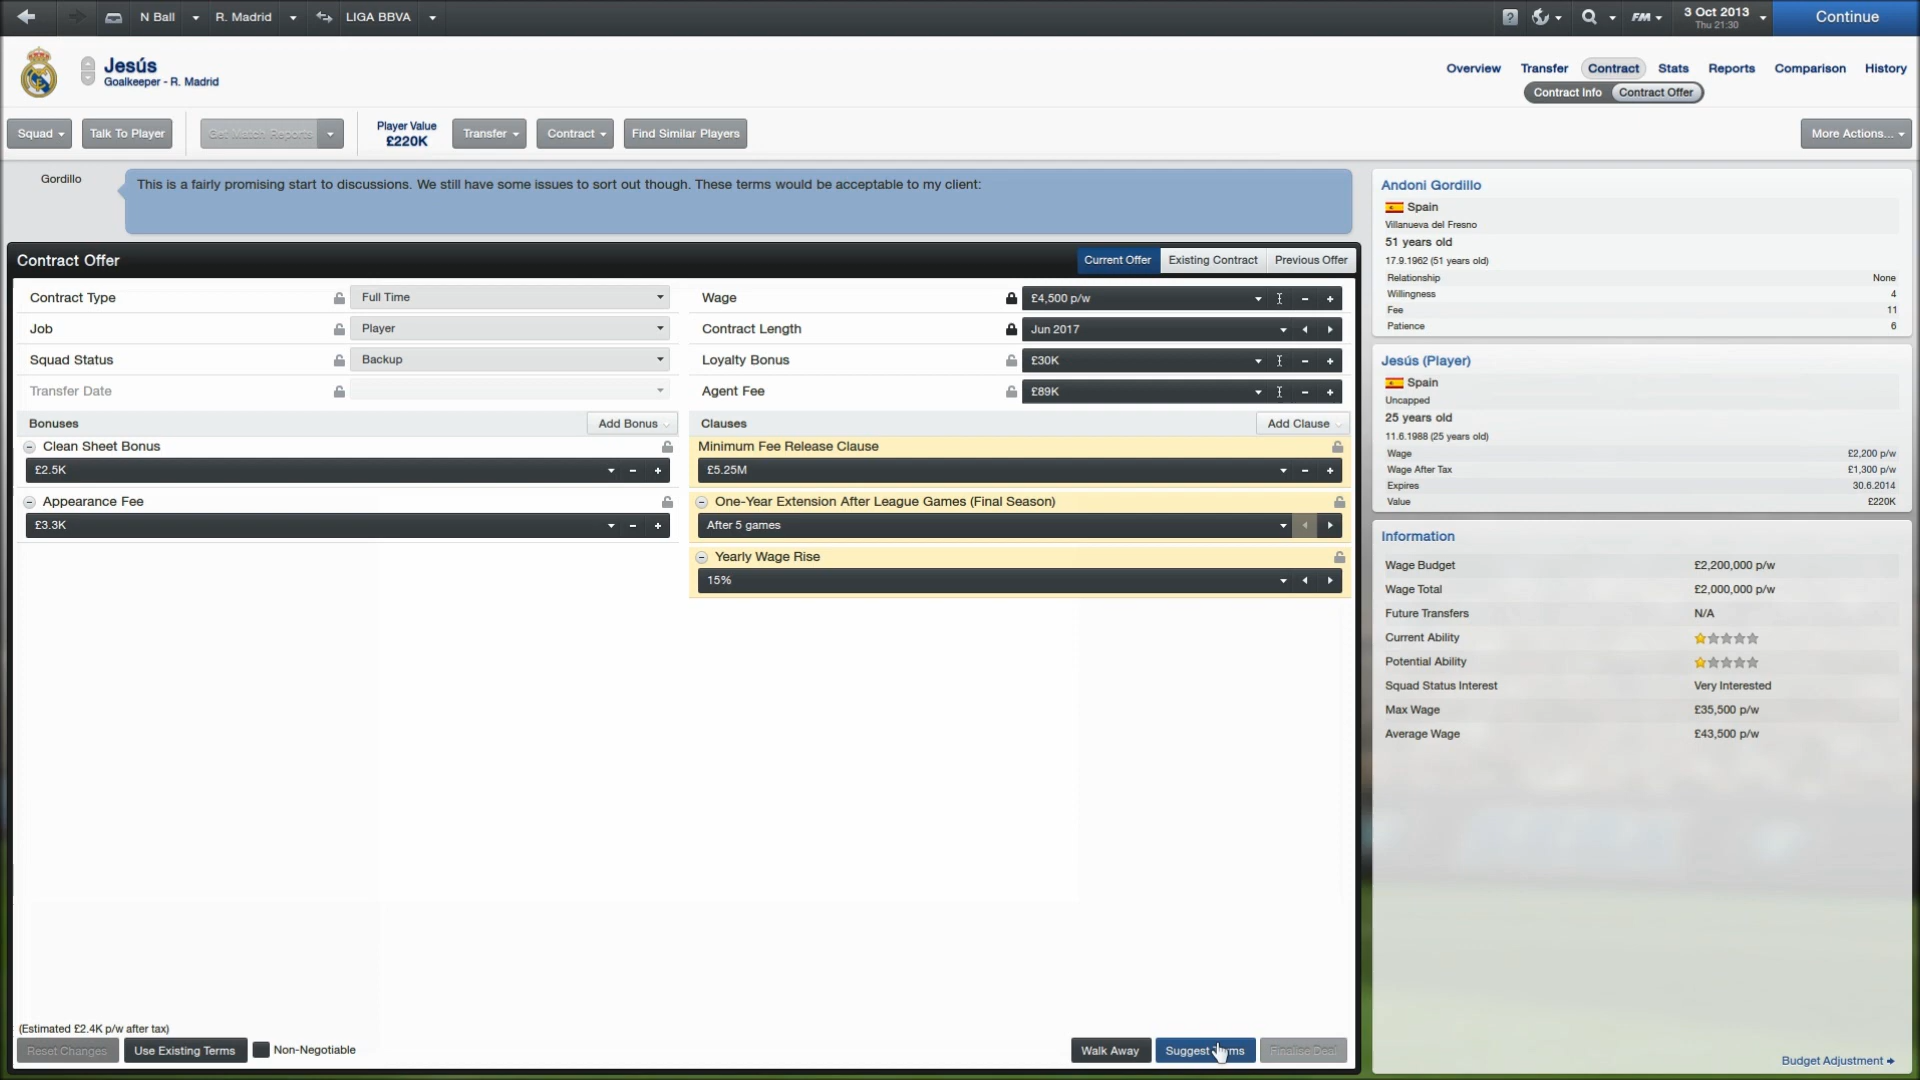 N Ball R. Madrid LIGA BBVA ? FM 3 Oct 2013 Continue
Thu 21:30
Jesús
Goalkeeper - R. Madrid
Overview Transfer Contract Stats Reports Comparison History
Contract Info Contract Offer
Squad Talk To Player Get Match Reports Player Value Transfer Contract Find Similar Players More Actions...
£220K
Gordillo This is a fairly promising start to discussions. We still have some issues to sort out though. These terms would be acceptable to my client:
Contract Offer Current Offer Existing Contract Previous Offer
Contract Type Full Time Wage £4,500 p/w
Job Player Contract Length Jun 2017
Squad Status Backup Loyalty Bonus £30K
Transfer Date Agent Fee £89K
Bonuses Add Bonus Clauses Add Clause
Clean Sheet Bonus Minimum Fee Release Clause
£2.5K £5.25M
Appearance Fee One-Year Extension After League Games (Final Season)
£3.3K After 5 games
Yearly Wage Rise
15%
(Estimated £2.4K p/w after tax)
Reset Changes Use Existing Terms Non-Negotiable Walk Away Suggest Finalise Deal
Andoni Gordillo
Spain
Villanueva del Fresno
51 years old
17.9.1962 (51 years old)
Relationship None
Willingness 4
Fee 11
Patience 6
Jesús (Player)
Spain
Uncapped
25 years old
11.6.1988 (25 years old)
Wage £2,200 p/w
Wage After Tax £1,300 p/w
Expires 30.6.2014
Value £220K
Information
Wage Budget £2,200,000 p/w
Wage Total £2,000,000 p/w
Future Transfers N/A
Current Ability
Potential Ability
Squad Status Interest Very Interested
Max Wage £35,500 p/w
Average Wage £43,500 p/w
Budget Adjustment